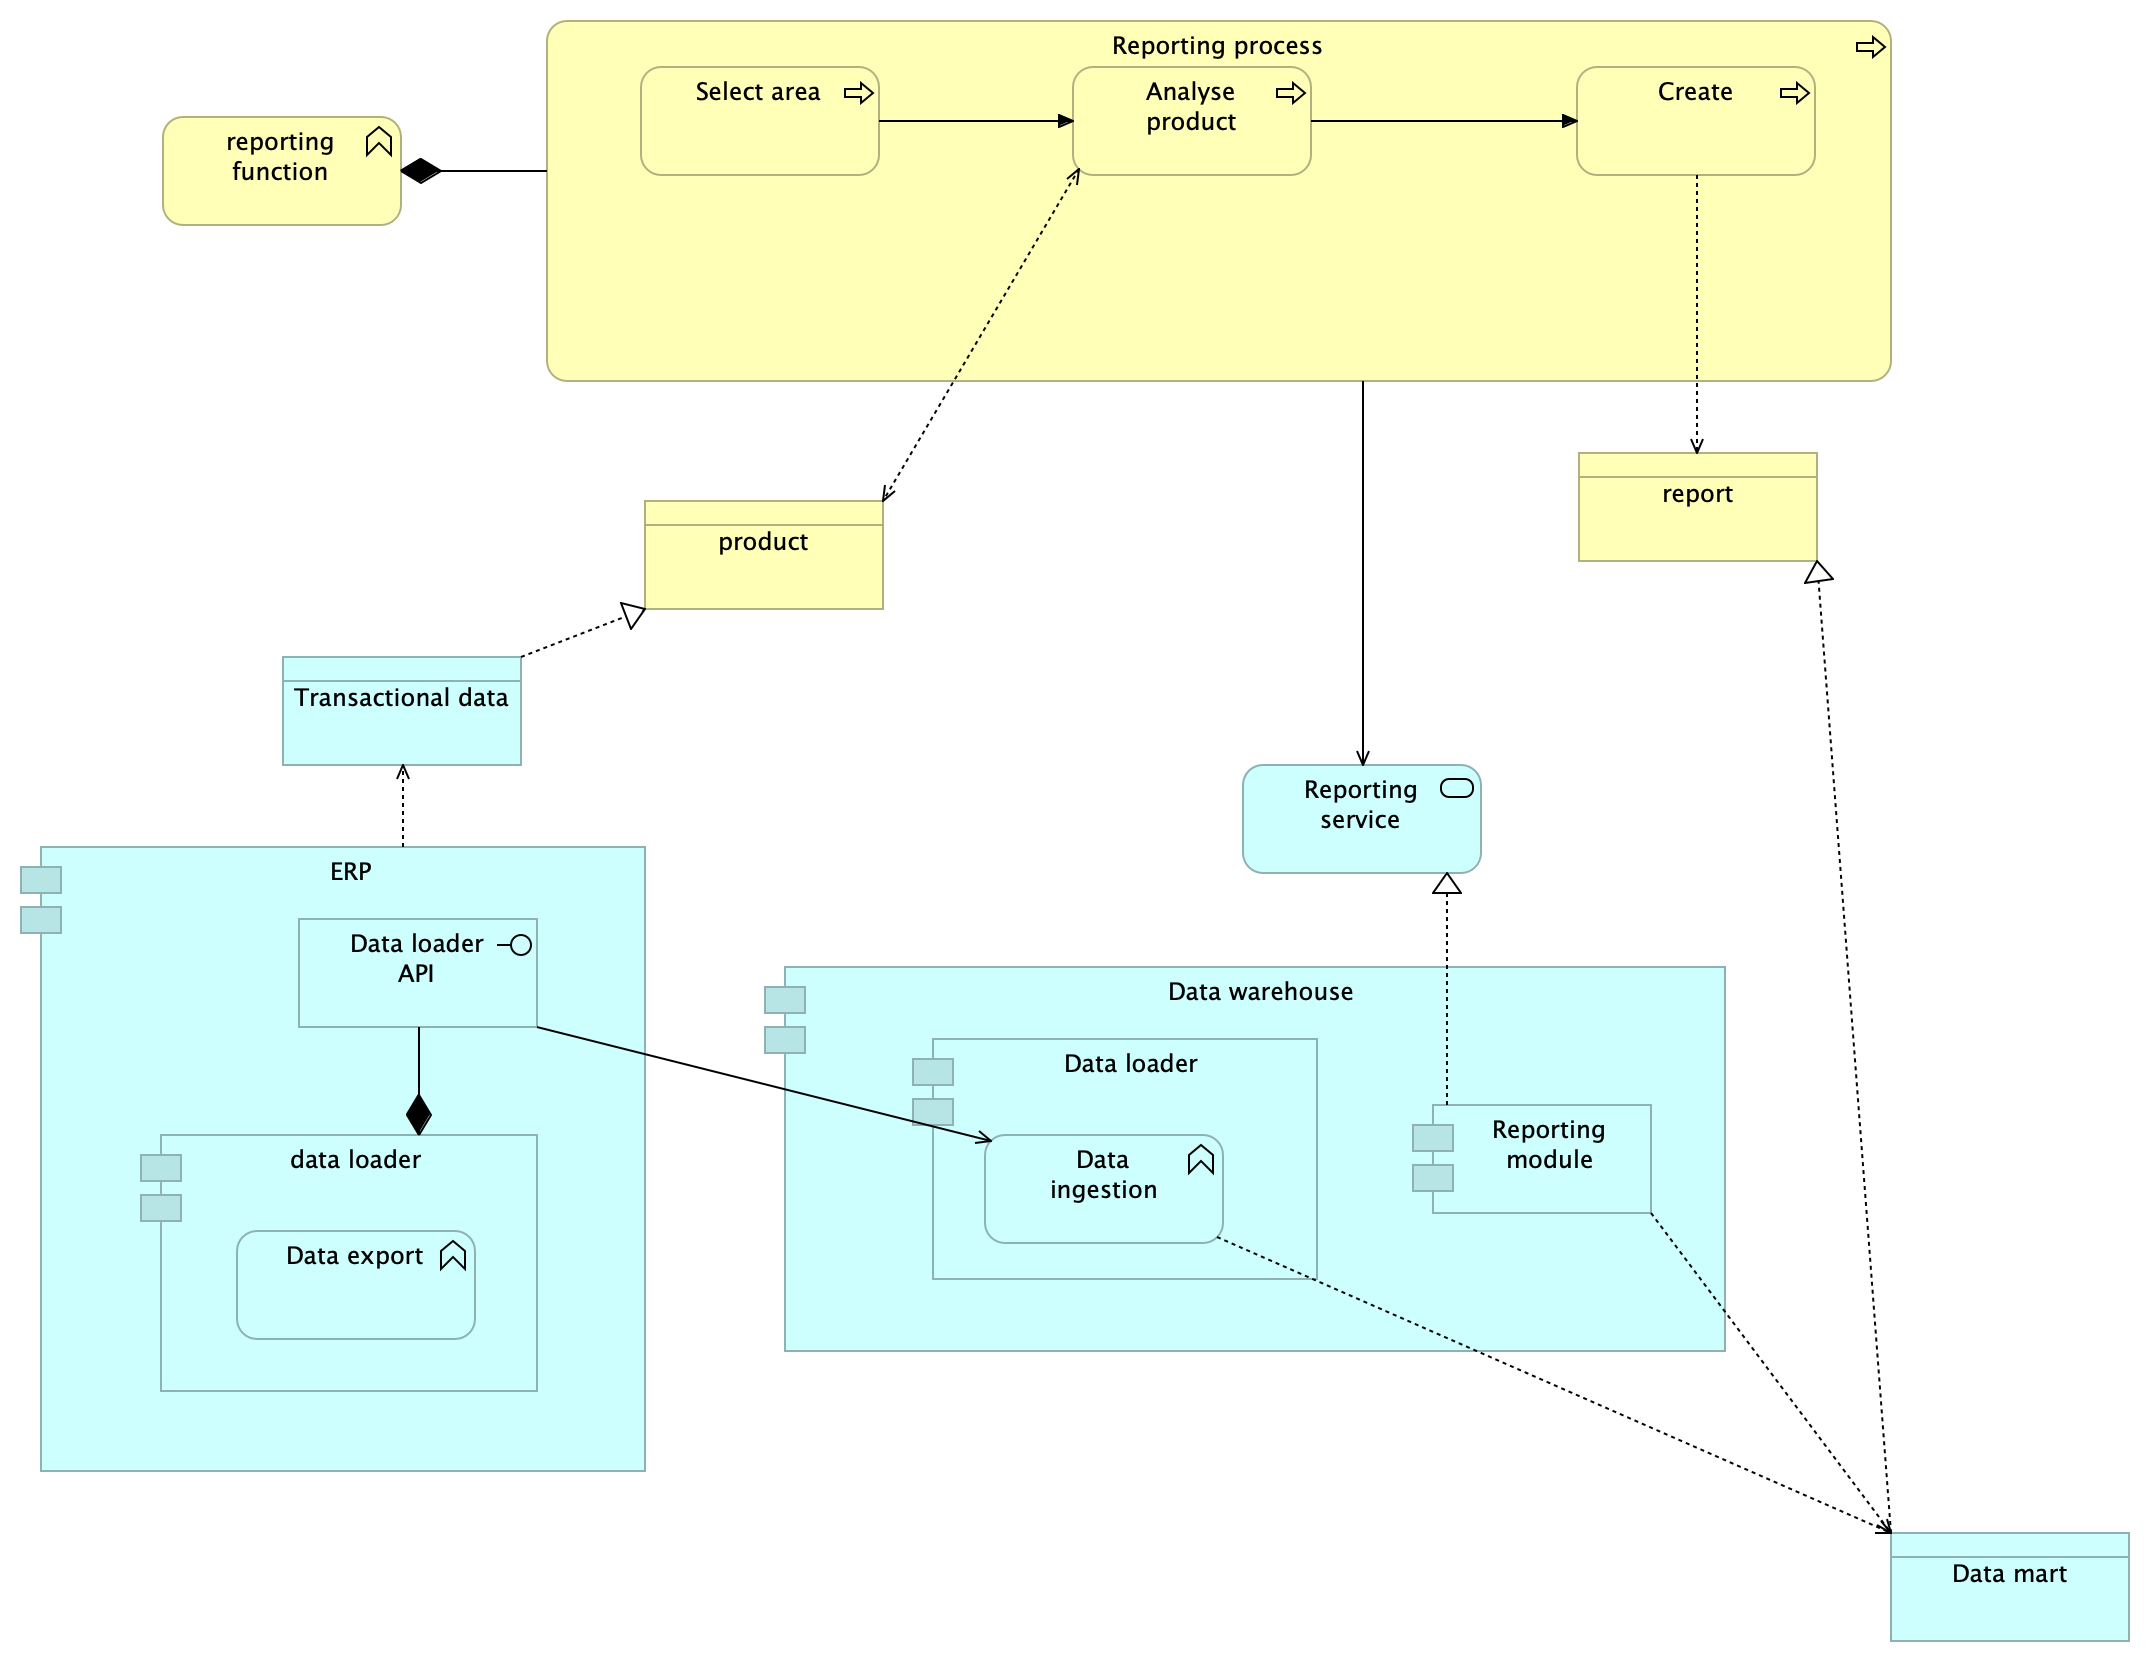 Reporting process
Select area
Analyse
product
Create
reporting
function
report
product
Transactional data
Reporting
service
ERP
Data loader
API
Data warehouse
Data loader
Reporting
module
data loader
Data
ingestion
Data export
Data mart